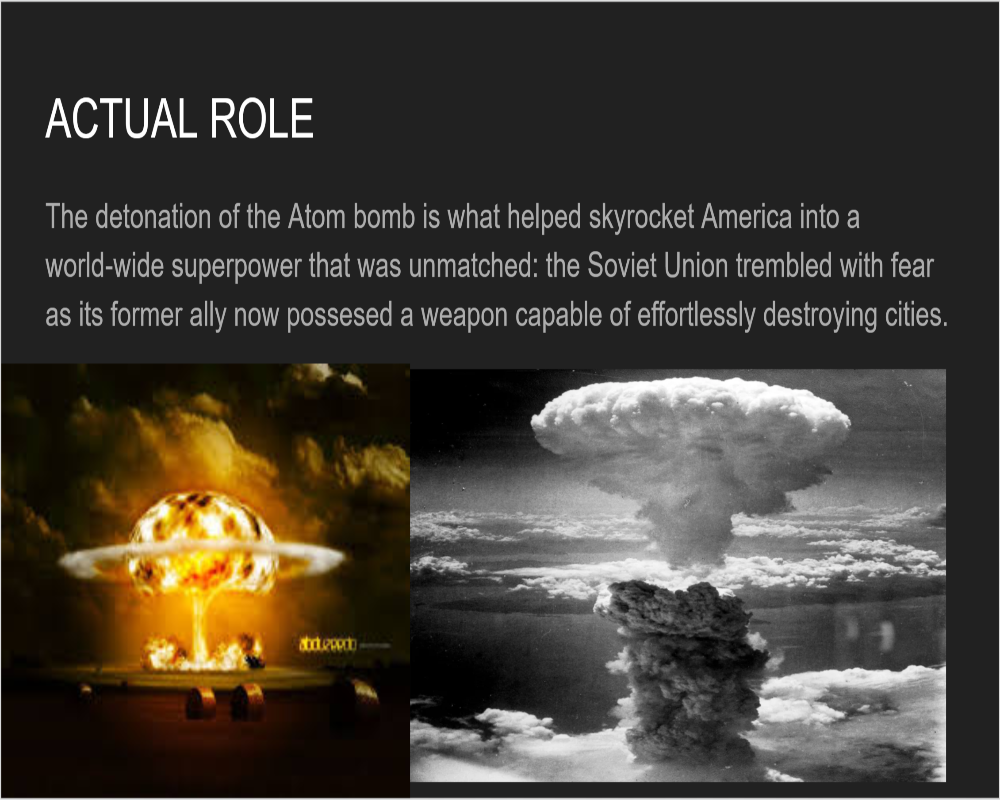 ACTUAL ROLE
The detonation of the Atom bomb is what helped skyrocket America into a
world-wide superpower that was unmatched: the Soviet Union trembled with fear
as its former ally now possesed a weapon capable of effortlessly destroying cities.